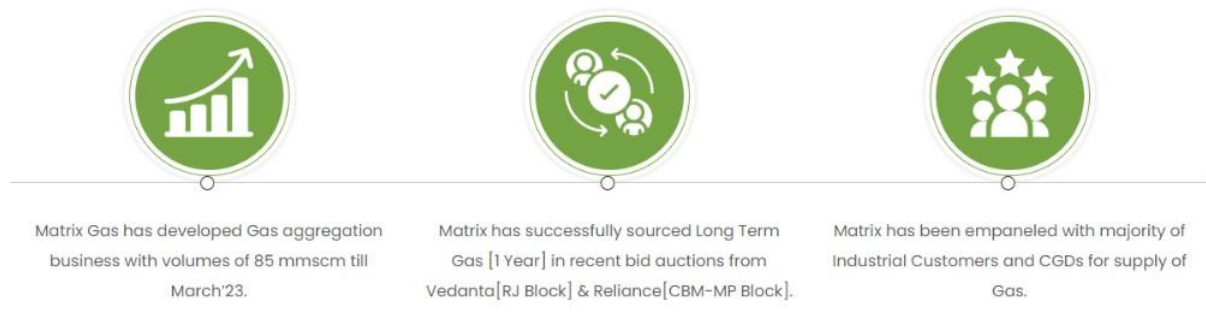 Matrix Gas has developed Gas aggregation
business with volumes of 85 mmscm till
March'23.
Matrix has successfully sourced Long Term
Gas [1 Year] in recent bid auctions from
Vedanta[RJ Block] & Reliance[CBM-MP Block].
Matrix has been empaneled with majority of
Industrial Customers and CGDs for supply of
Gas.